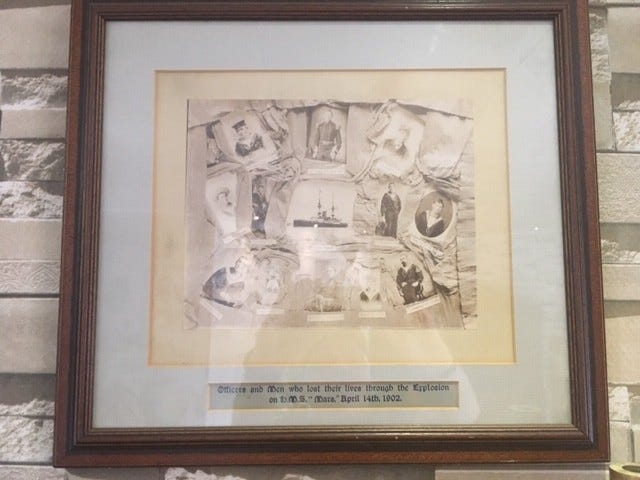 Officers and Men who lost their lives through the Explosion
on H.M.S. "Mars," April 14th, 1902.